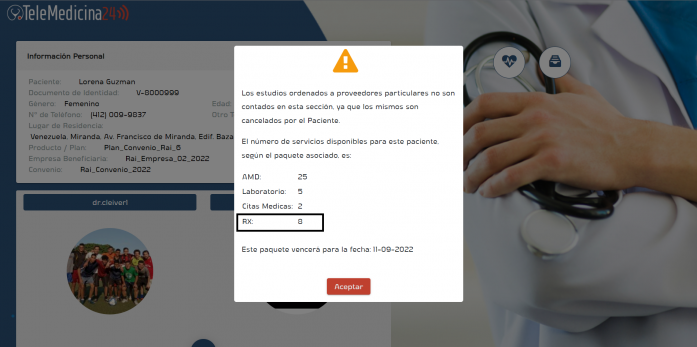 TeleMedicina24
Información Personal
Paciente: Lorena Guzman
Documento de Identidad: V-8000999
Género: Femenino
Edad:
N° de Teléfono: (412) 009-9837
Otro T
Lugar de Residencia:
Venezuela, Miranda, Av. Francisco de Miranda, Edif. Baza
Producto / Plan: Plan_Convenio_Rai_6
Empresa Beneficiaria: Rai_Empresa_02_2022
Convenio: Rai_Convenio_2022
dr.cleiver1
Los estudios ordenados a proveedores particulares no son
contados en esta sección, ya que los mismos son
cancelados por el Paciente.
El número de servicios disponibles para este paciente,
según el paquete asociado, es:
AMD: 25
Laboratorio: 5
Citas Medicas: 2
RX: 8
Este paquete vencerá para la fecha: 11-09-2022
Aceptar